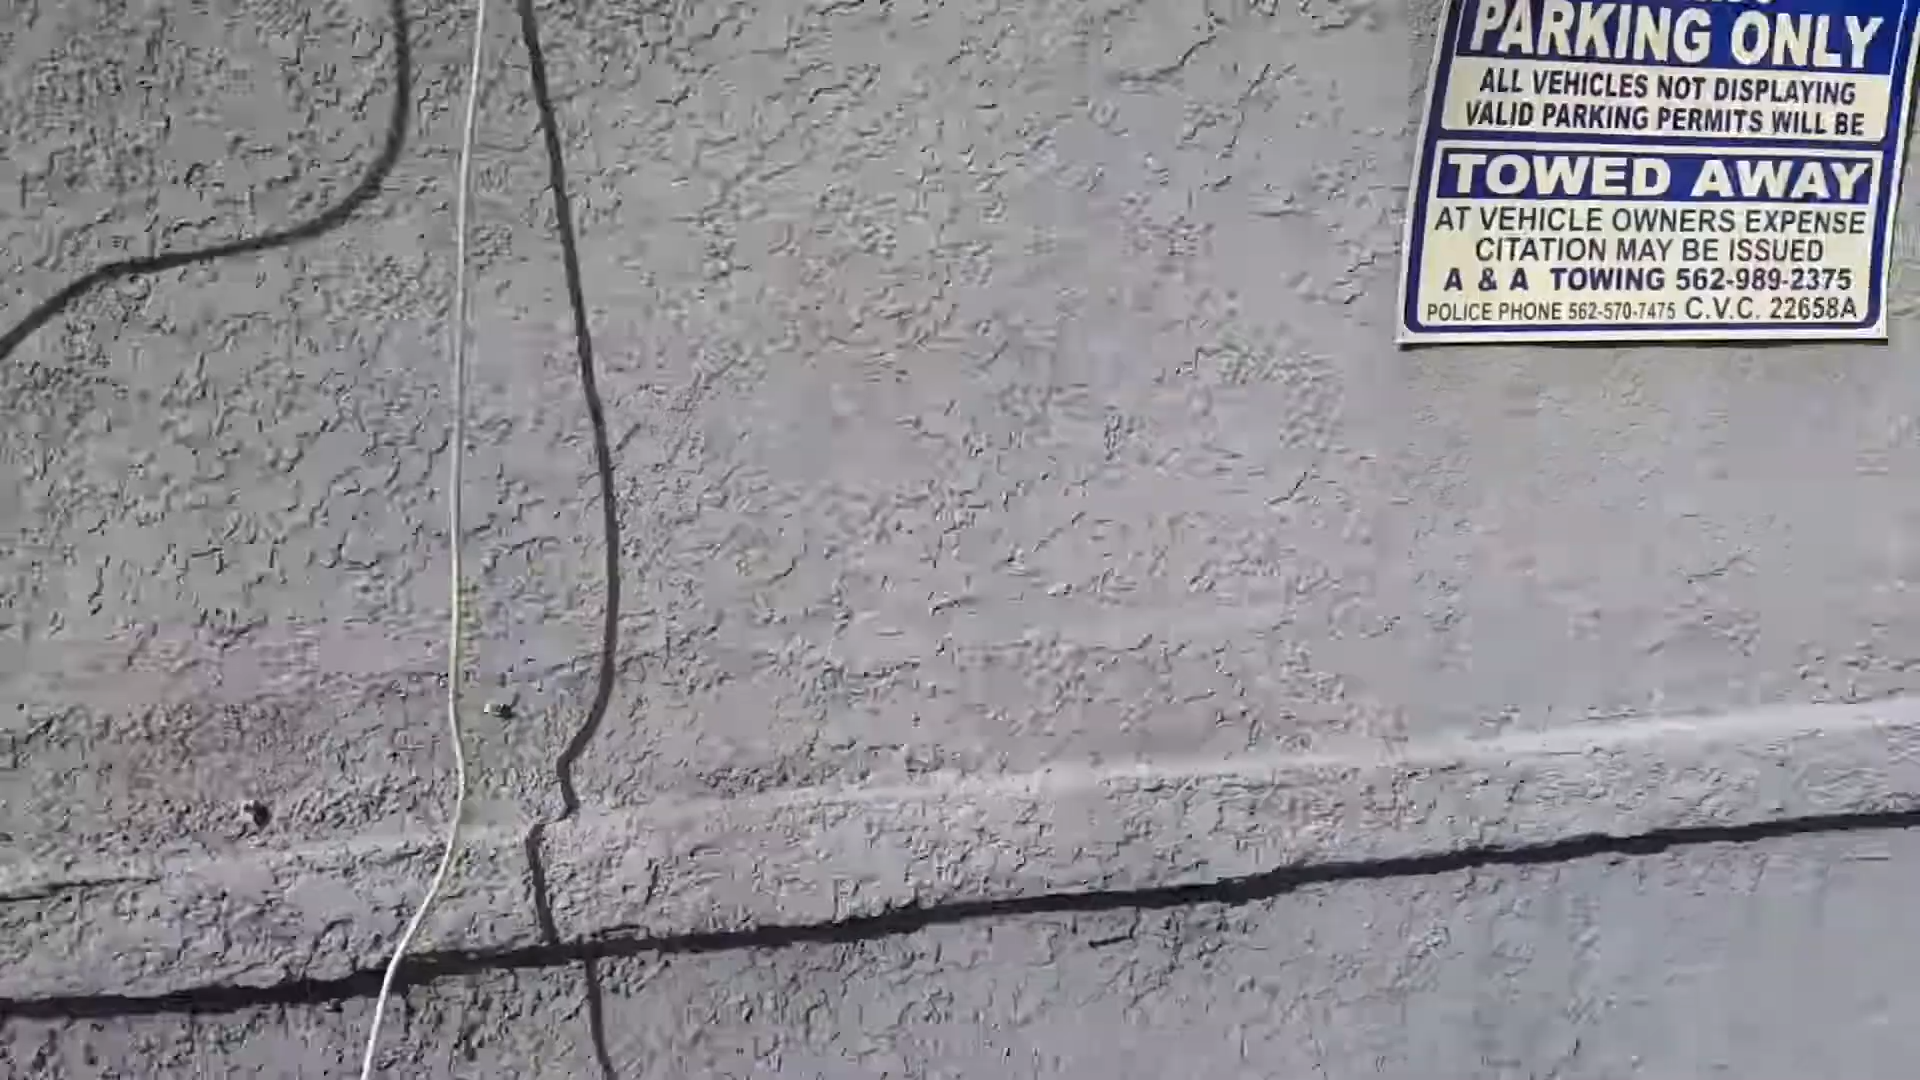 PARKING ONLY
ALL VEHICLES NOT DISPLAYING
VALID PARKING PERMITS WILL BE
TOWED AWAY
AT VEHICLE OWNERS EXPENSE
CITATION MAY BE ISSUED
A & A TOWING 562-989-2375
POLICE PHONE 562-570-7475 C.V.C. 22658A